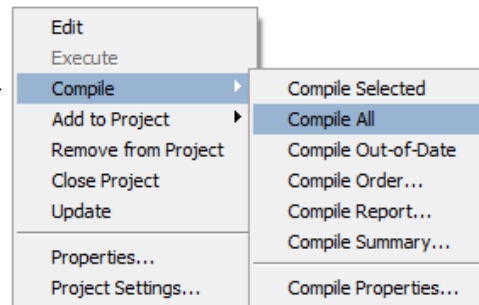 Edit
Execute
Compile
Add to Project
Remove from Project
Close Project
Update
Properties...
Project Settings...
Compile Selected
Compile All
Compile Out-of-Date
Compile Order...
Compile Report...
Compile Summary...
Compile Properties...